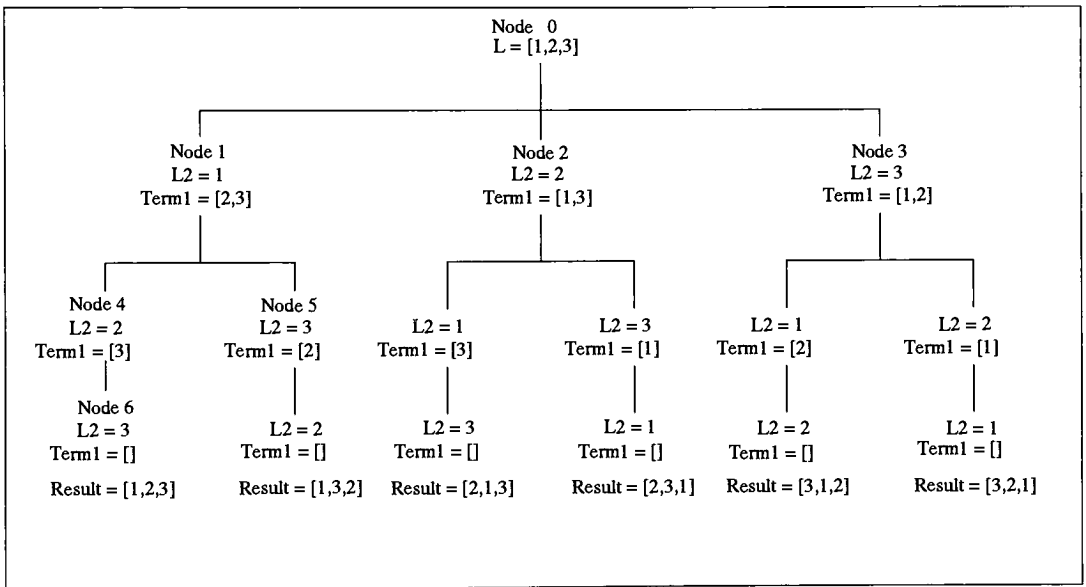 Node 0
L = [1,2,3]
Node 1
L2 = 1
Term1 = [2,3]
Node 2
L2 = 2
Term1 = [1,3]
Node 3
L2 = 3
Term1 = [1,2]
Node 4
L2 = 2
Term1 = [3]
Node 5
L2 = 3
Term1 = [2]
L2 = 1
Term1 = [3]
L2 = 3
Term1 = [1]
L2 = 1
Term1 = [2]
L2 = 2
Term1 = [1]
Node 6
L2 = 3
Term1 = []
Result = [1,2,3]
L2 = 2
Term1 = []
Result = [1,3,2]
L2 = 3
Term1 = []
Result = [2,1,3]
L2 = 1
Term1 = []
Result = [2,3,1]
L2 = 2
Term1 = []
Result = [3,1,2]
L2 = 1
Term1 = []
Result = [3,2,1]